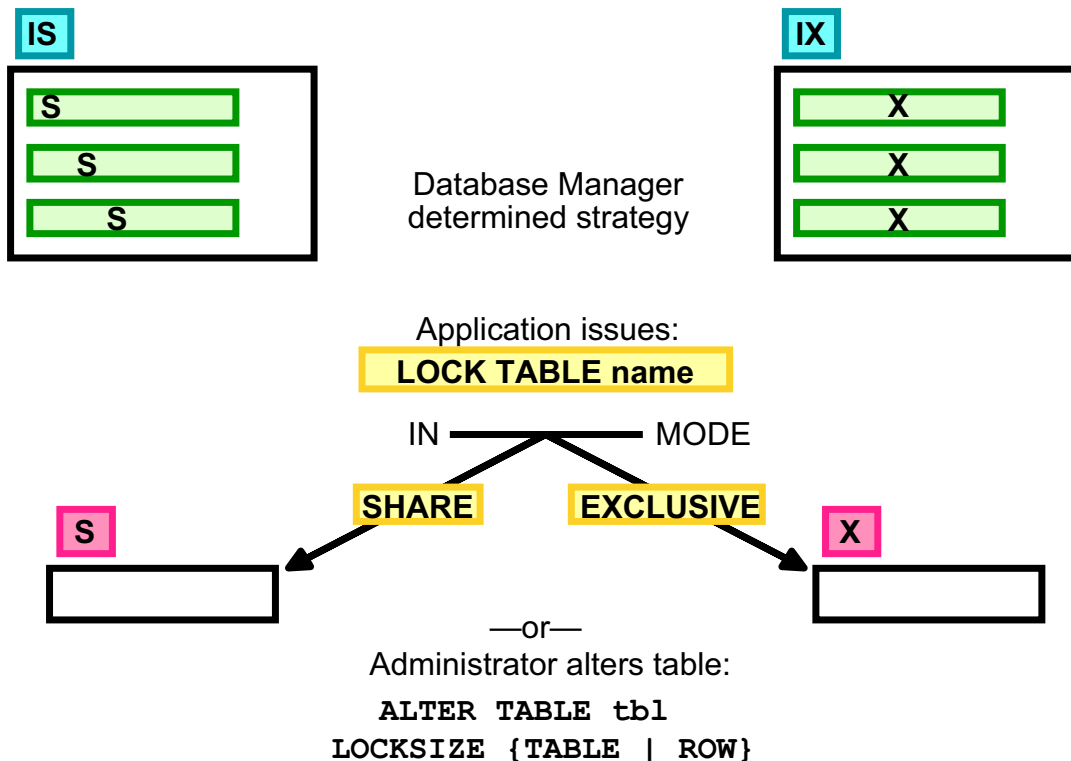 IS
IX
S
X
S
X
S
X
Database Manager
determined strategy
Application issues:
LOCK TABLE name
IN
MODE
SHARE
EXCLUSIVE
S
X
—or—
Administrator alters table:
ALTER TABLE tbl
LOCKSIZE {TABLE | ROW}